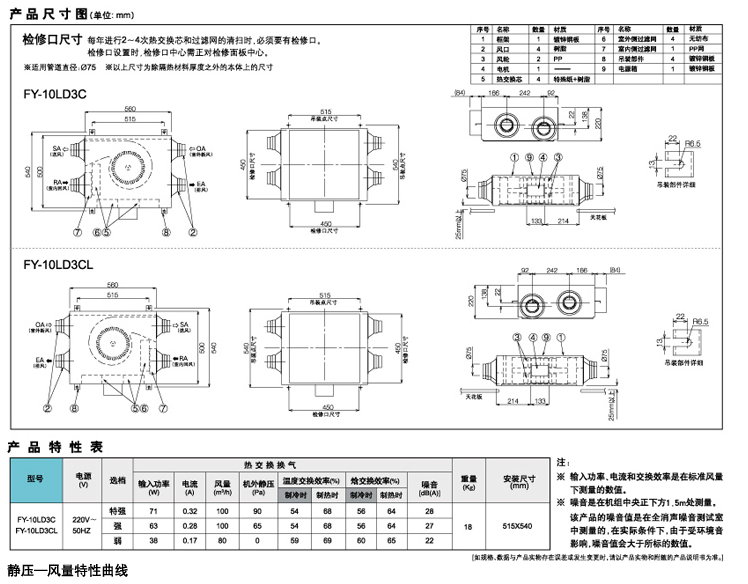 产品尺寸图(单位: mm)
检修口尺寸 每年进行2～4次热交换芯和过滤网的清扫时,必须要有检修口。
检修口设置时,检修口中心需正对检修面板中心。
※适用管道直径:Ø75 ※以上尺寸为除隔热材料厚度之外的本体上的尺寸
序号 名称 数量 材质 序号 名称 数量 材质
1 框架 1 镀锌钢板 6 室外侧过滤网 4 无纺布
2 风口 4 树脂 7 室内侧过滤网 1 PP网
3 风轮 2 PP 8 吊装部件 4 镀锌钢板
4 电机 1 —— 9 电源箱 1 镀锌钢板
5 热交换芯 4 特殊纸+树脂
FY-10LD3C
560
515
SA
(送风)
RA
(室内回风)
OA
(室外新风)
EA
(排风)
540
500
⑦ ⑥ ⑤ ⑧ ②
515
吊装点尺寸
450
检修口尺寸
540
吊装点尺寸
450
检修口尺寸
(84) 166 242 92
22
138
220
① ⑨ ④ ③
Ø75
Ø75
25mm以上
133 214
天花板
22
R6.5
13
吊装部件详细
FY-10LD3CL
560
515
OA
(室外新风)
EA
(排风)
SA
(送风)
RA
(室内回风)
500
540
② ⑧ ⑤ ⑥ ⑦
515
吊装点尺寸
540
吊装点尺寸
450
检修口尺寸
450
检修口尺寸
92 242 166 (84)
22
138
220
③ ④ ⑨ ①
Ø75
Ø75
天花板
214 133
25mm以上
22
R6.5
13
吊装部件详细
产品特性表
型号 电源(V) 选档 热交换换气 重量(Kg) 安装尺寸(mm)
输入功率(W) 电流(A) 风量(m³/h) 机外静压(Pa) 温度交换效率(%) 焓交换效率(%) 噪音[dB(A)]
制冷时 制热时 制冷时 制热时
FY-10LD3C
FY-10LD3CL
220V～
50HZ
特强 71 0.32 100 90 54 68 56 64 28
强 63 0.28 100 65 54 68 56 64 27
弱 38 0.17 80 0 59 69 60 65 22
18 515X540
注:
※ 输入功率、电流和交换效率是在标准风量
下测量的数值。
※ 噪音是在机组中央正下方1.5m处测量。
该产品的噪音值是在全消声噪音测试室
中测量的,在实际条件下,由于受环境
影响,噪音值会大于所标的数值。
[如规格、数据与产品实物存在误差或发生变更时,请以产品实物和附赠的产品说明书为准。]
静压—风量特性曲线